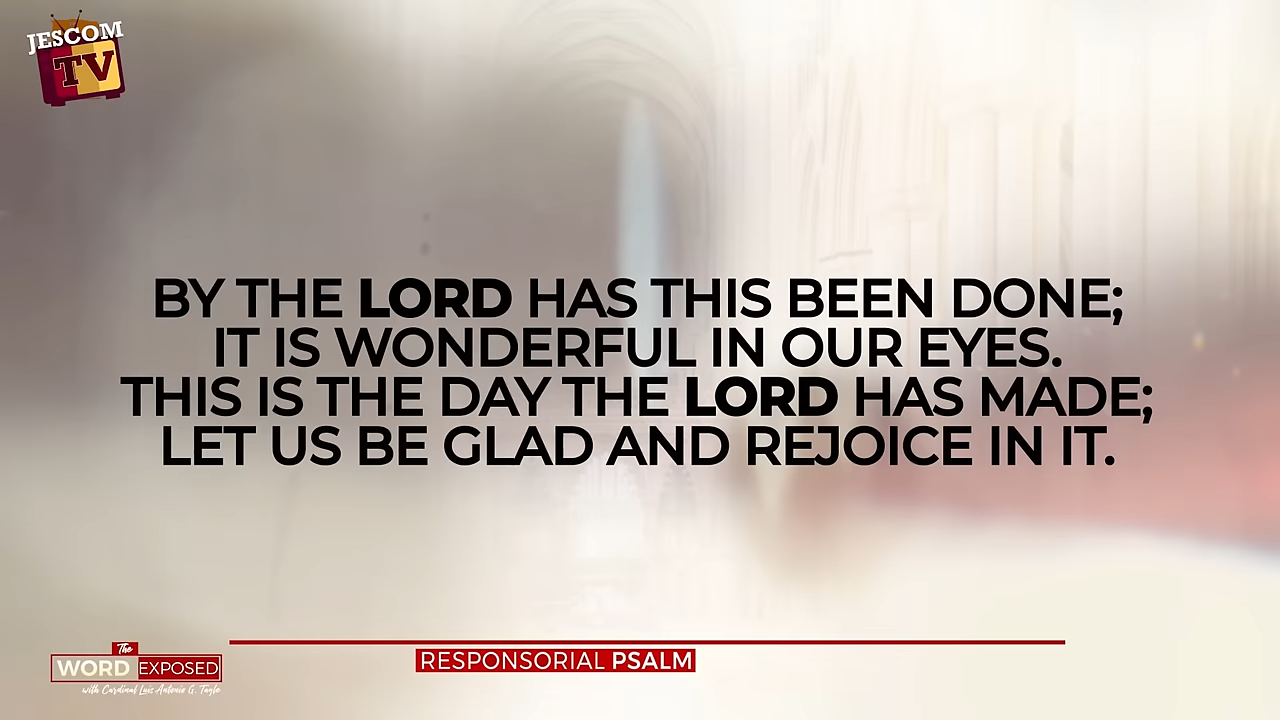 JESCOM
TV
BY THE LORD HAS THIS BEEN DONE;
IT IS WONDERFUL IN OUR EYES.
THIS IS THE DAY THE LORD HAS MADE;
LET US BE GLAD AND REJOICE IN IT.
The
WORD EXPOSED
with Cardinal Luis Antonio G. Tagle
RESPONSORIAL PSALM